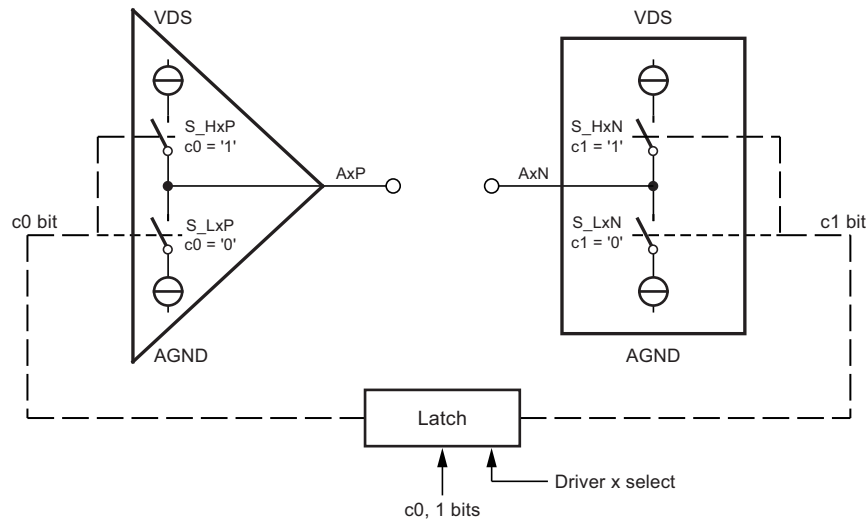 VDS
VDS
S_HxP
c0 = '1'
S_HxN
c1 = '1'
AxP
AxN
c0 bit
S_LxP
c0 = '0'
S_LxN
c1 = '0'
c1 bit
AGND
AGND
Latch
Driver x select
c0, 1 bits